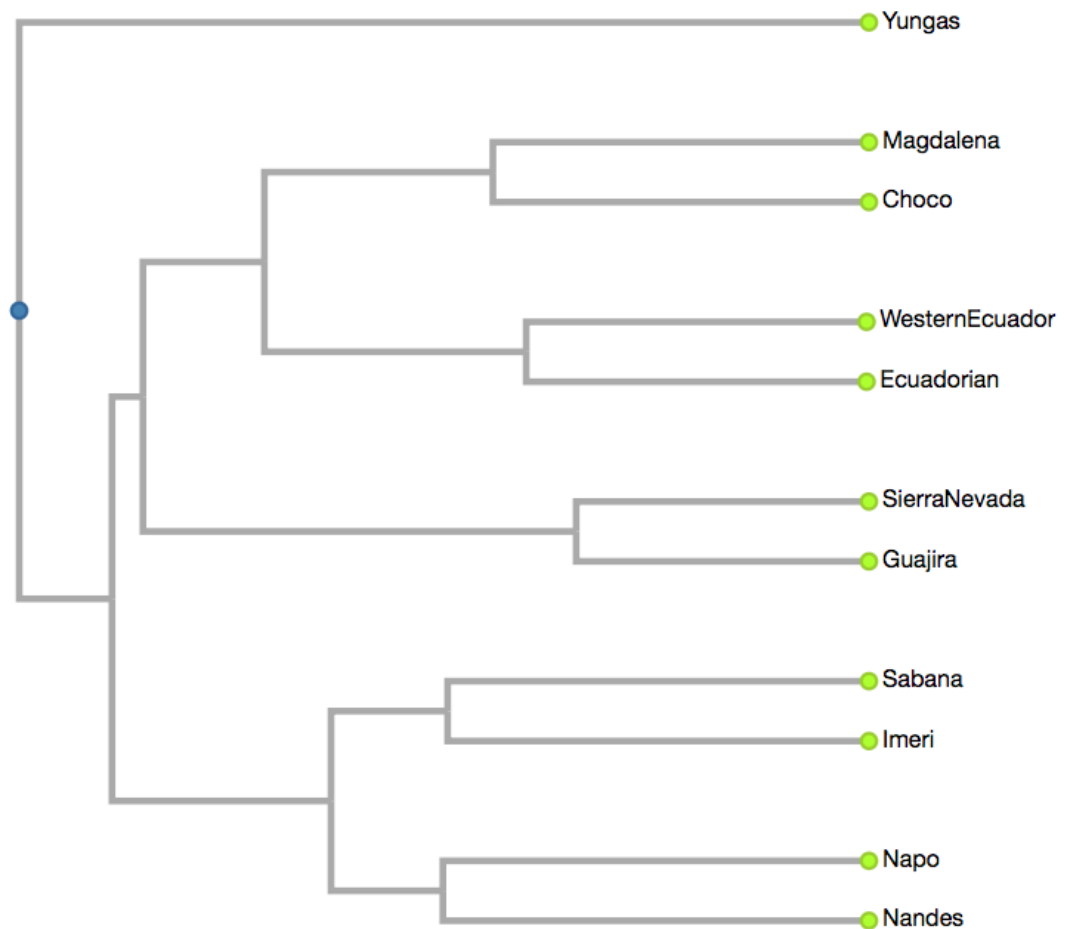 Yungas
Magdalena
Choco
WesternEcuador
Ecuadorian
SierraNevada
Guajira
Sabana
Imeri
Napo
Nandes